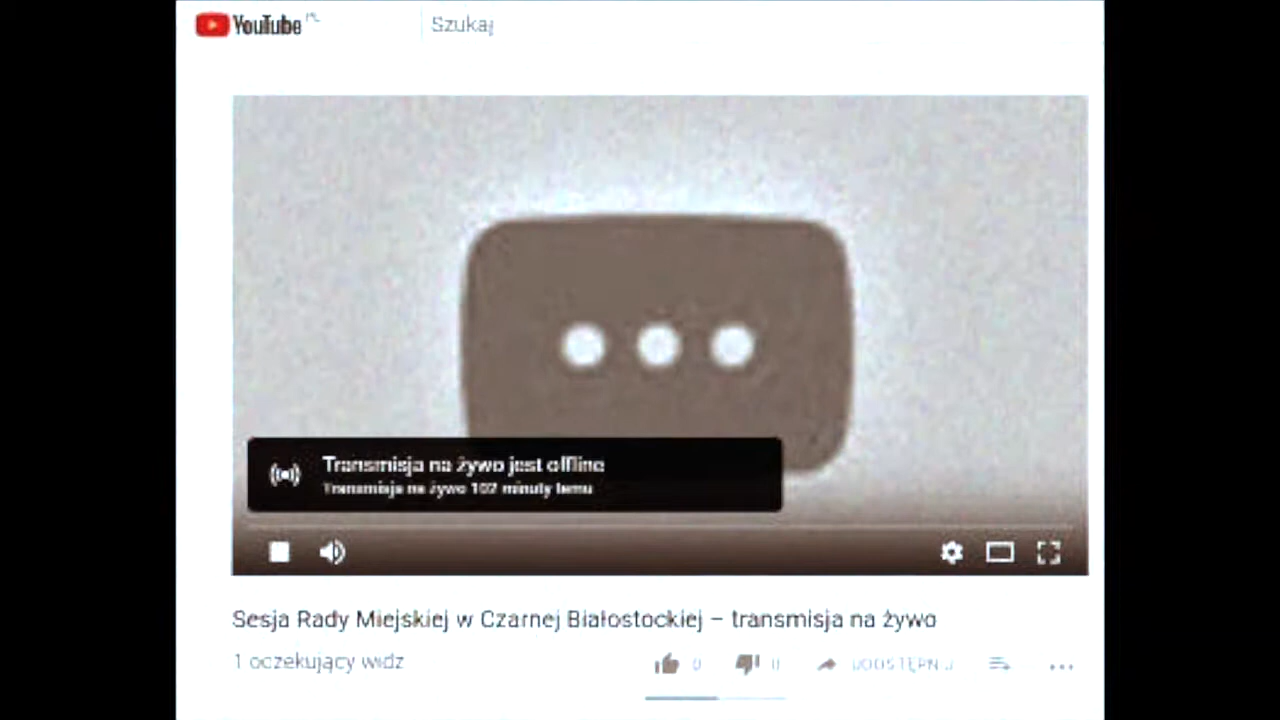 YouTube PL
Szukaj
Transmisja na żywo jest offline
Transmisja na żywo 102 minuty temu
Sesja Rady Miejskiej w Czarnej Białostockiej – transmisja na żywo
1 oczekujący widz
0
0
UDOSTĘPNIJ